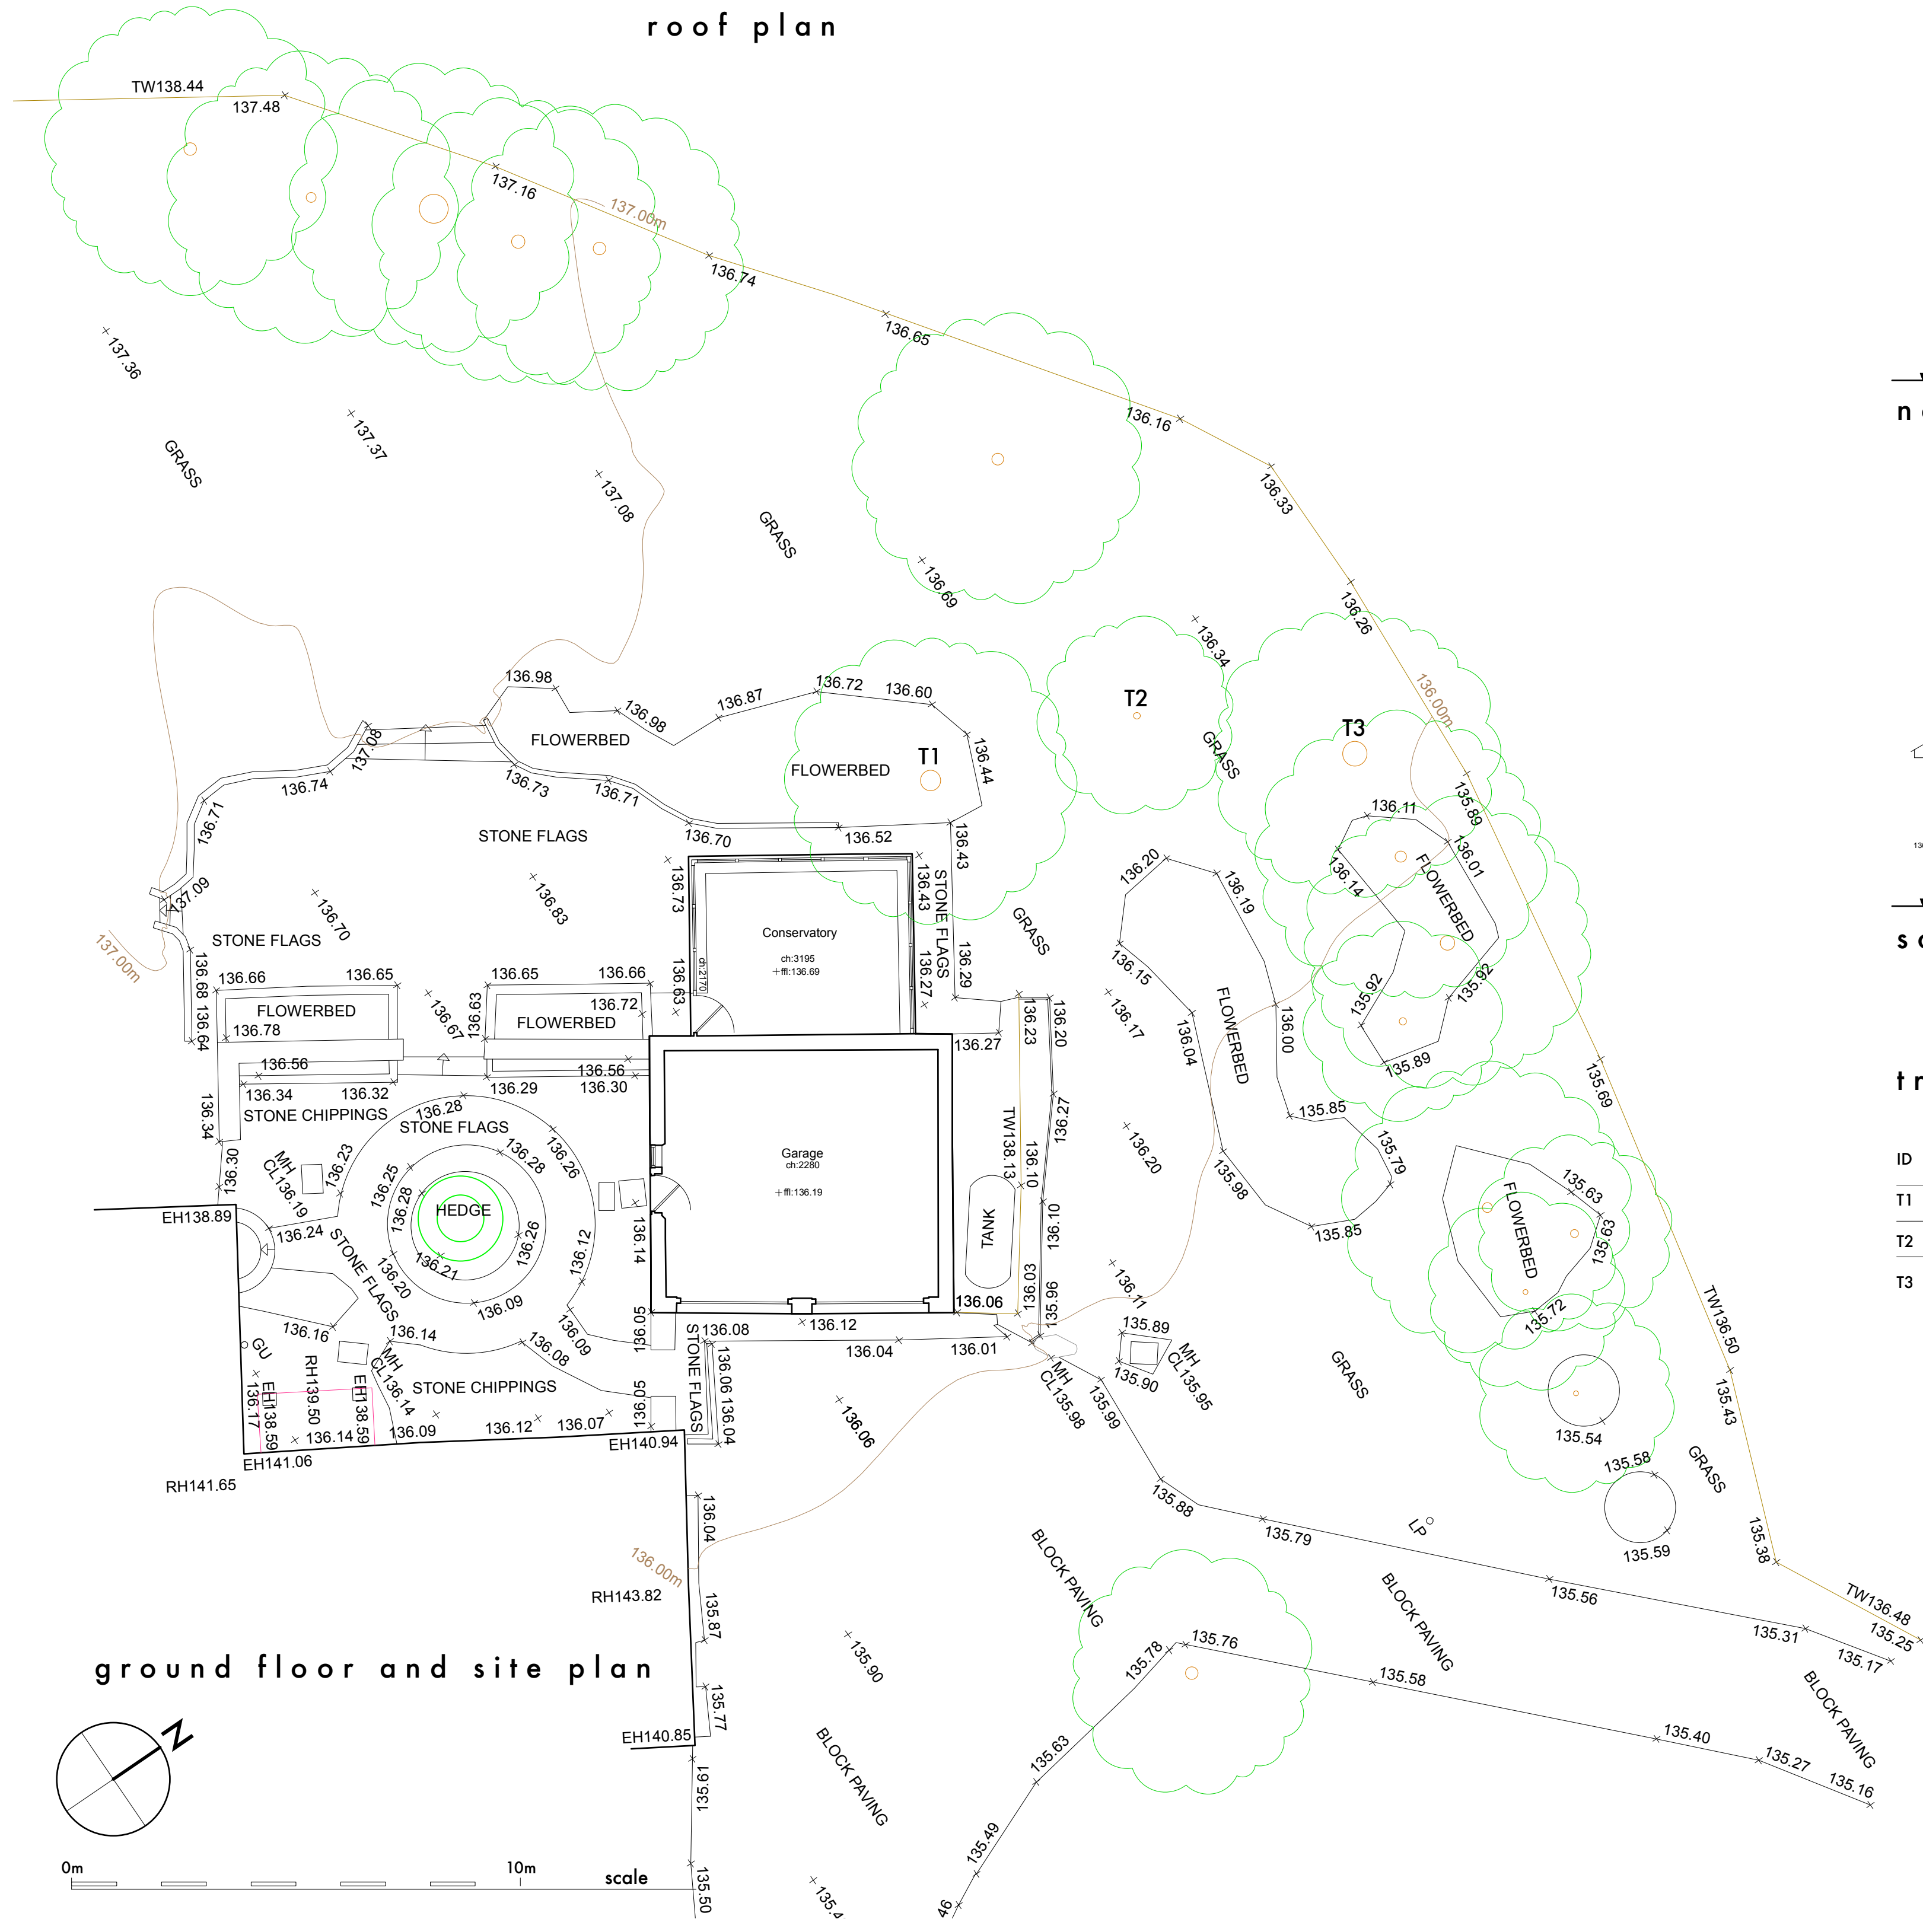 roof plan
TW138.44
137.48
137.16
137.00m
136.74
136.65
137.36
137.37
GRASS
137.08
GRASS
136.16
136.33
136.69
136.26
136.34
136.00m
136.98
136.98
136.87
136.72
136.60
T2
T3
GRASS
FLOWERBED
FLOWERBED
T1
136.44
137.08
136.74
136.73
136.71
136.71
STONE FLAGS
136.70
136.52
136.43
135.89
136.11
136.01
136.14
FLOWERBED
136.20
136.19
137.09
136.73
136.43
STONE FLAGS
136.70
136.83
STONE FLAGS
Conservatory
ch:3195
ffl:136.69
ch:2170
GRASS
137.00m
136.68
136.64
136.66
136.65
136.65
136.66
136.63
136.27
136.29
136.15
135.92
135.92
FLOWERBED
136.78
136.67
136.63
FLOWERBED
136.72
136.17
136.04
FLOWERBED
136.00
136.27
136.23
136.20
135.89
136.56
136.34
136.32
136.29
136.56
136.30
135.69
STONE CHIPPINGS
136.28
STONE FLAGS
136.34
136.27
TW138.13
136.10
136.20
135.85
135.79
136.30
MH
CL136.19
136.23
136.25
136.28
136.28
136.26
Garage
ch:2280
ffl:136.19
135.98
135.63
135.63
FLOWERBED
EH138.89
136.24
HEDGE
136.26
136.12
136.14
TANK
136.10
135.85
STONE FLAGS
136.20
136.21
136.09
136.11
136.03
135.96
135.72
TW136.50
136.16
136.14
136.08
136.09
136.05
136.08
136.12
136.06
136.04
136.01
135.89
135.90
MH
CL135.95
GU
MH
CL136.14
STONE FLAGS
MH
CL135.98
135.99
GRASS
135.43
136.17
EH138.59
RH139.50
EH138.59
STONE CHIPPINGS
136.05
136.06
136.04
136.06
135.54
136.14
136.09
136.12
136.07
EH141.06
EH140.94
RH141.65
135.58
GRASS
136.04
135.88
135.79
LP
135.59
135.38
136.00m
RH143.82
BLOCK PAVING
BLOCK PAVING
135.56
TW136.48
135.25
135.87
135.90
135.78
135.76
135.31
135.17
ground floor and site plan
135.58
BLOCK PAVING
135.77
EH140.85
135.63
135.40
135.27
135.16
BLOCK PAVING
135.61
N
135.49
0m
10m
scale
135.50
135.4
46
ID
T1
T2
T3